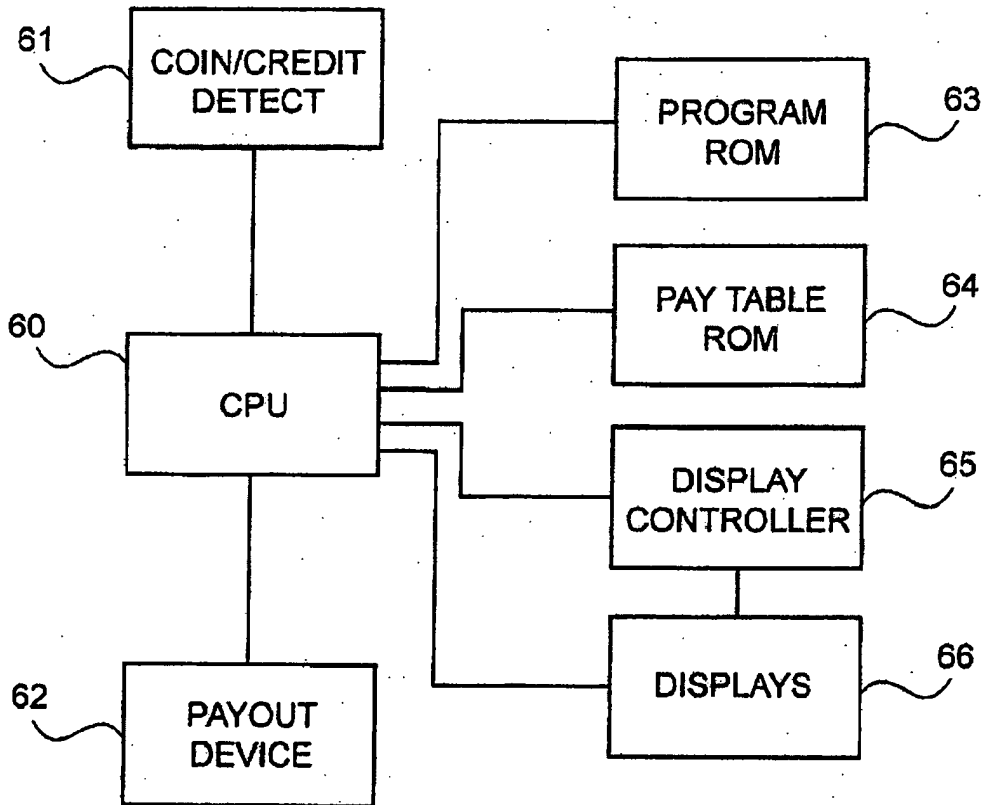 61
COIN/CREDIT
DETECT
PROGRAM
ROM
63
PAY TABLE
ROM
64
60
CPU
DISPLAY
CONTROLLER
65
62
PAYOUT
DEVICE
DISPLAYS
66